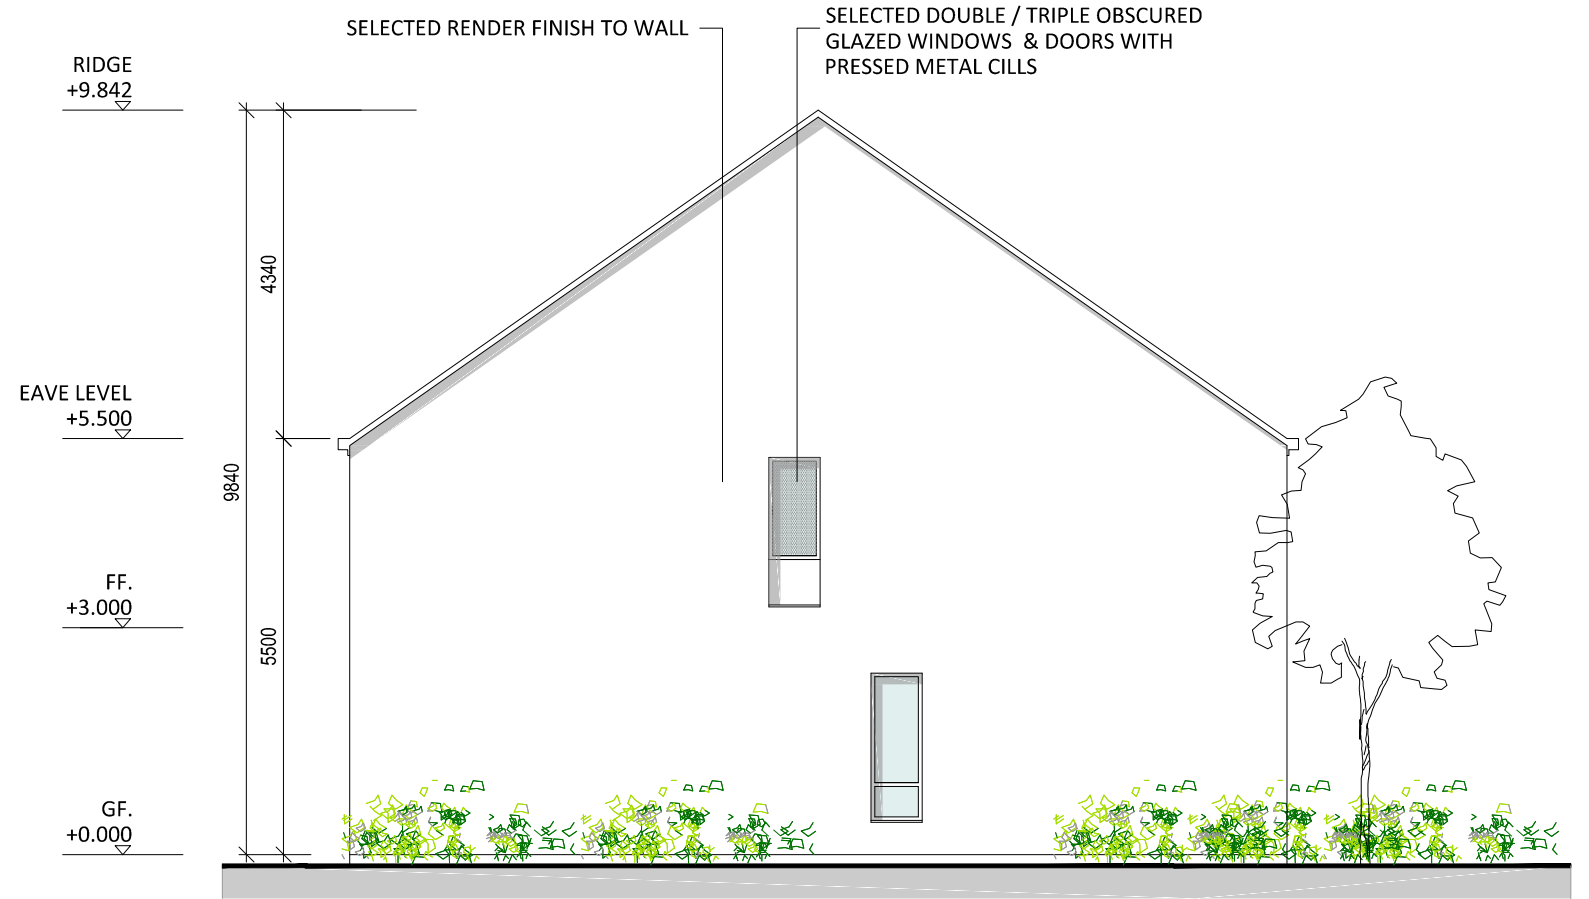 SELECTED RENDER FINISH TO WALL
SELECTED DOUBLE / TRIPLE OBSCURED
GLAZED WINDOWS & DOORS WITH
PRESSED METAL CILLS
RIDGE
+9.842
4340
EAVE LEVEL
+5.500
9840
FF.
+3.000
5500
GF.
+0.000